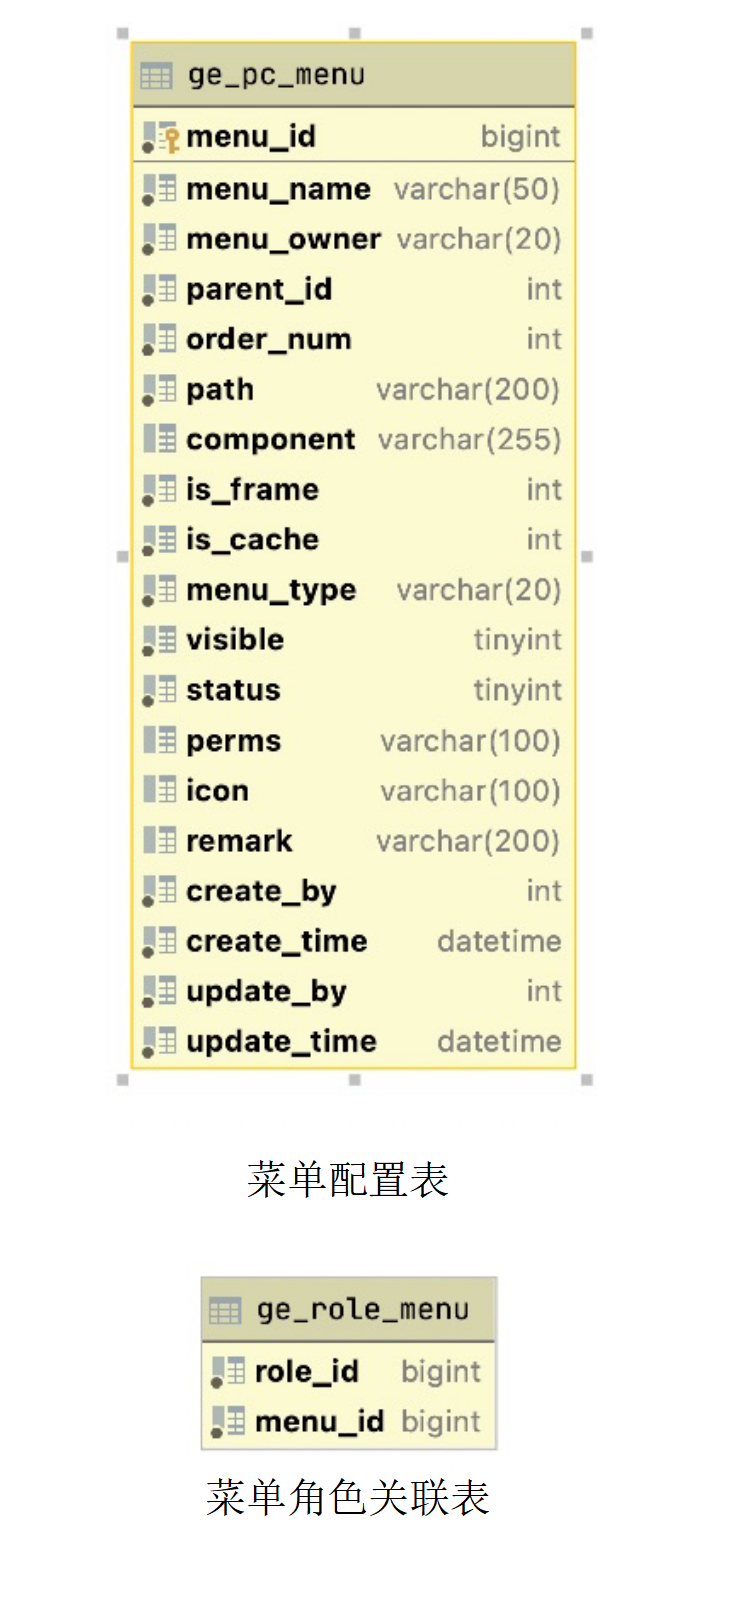 ge_pc_menu
menu_id bigint
menu_name varchar(50)
menu_owner varchar(20)
parent_id int
order_num int
path varchar(200)
component varchar(255)
is_frame int
is_cache int
menu_type varchar(20)
visible tinyint
status tinyint
perms varchar(100)
icon varchar(100)
remark varchar(200)
create_by int
create_time datetime
update_by int
update_time datetime
菜单配置表
ge_role_menu
role_id bigint
menu_id bigint
菜单角色关联表